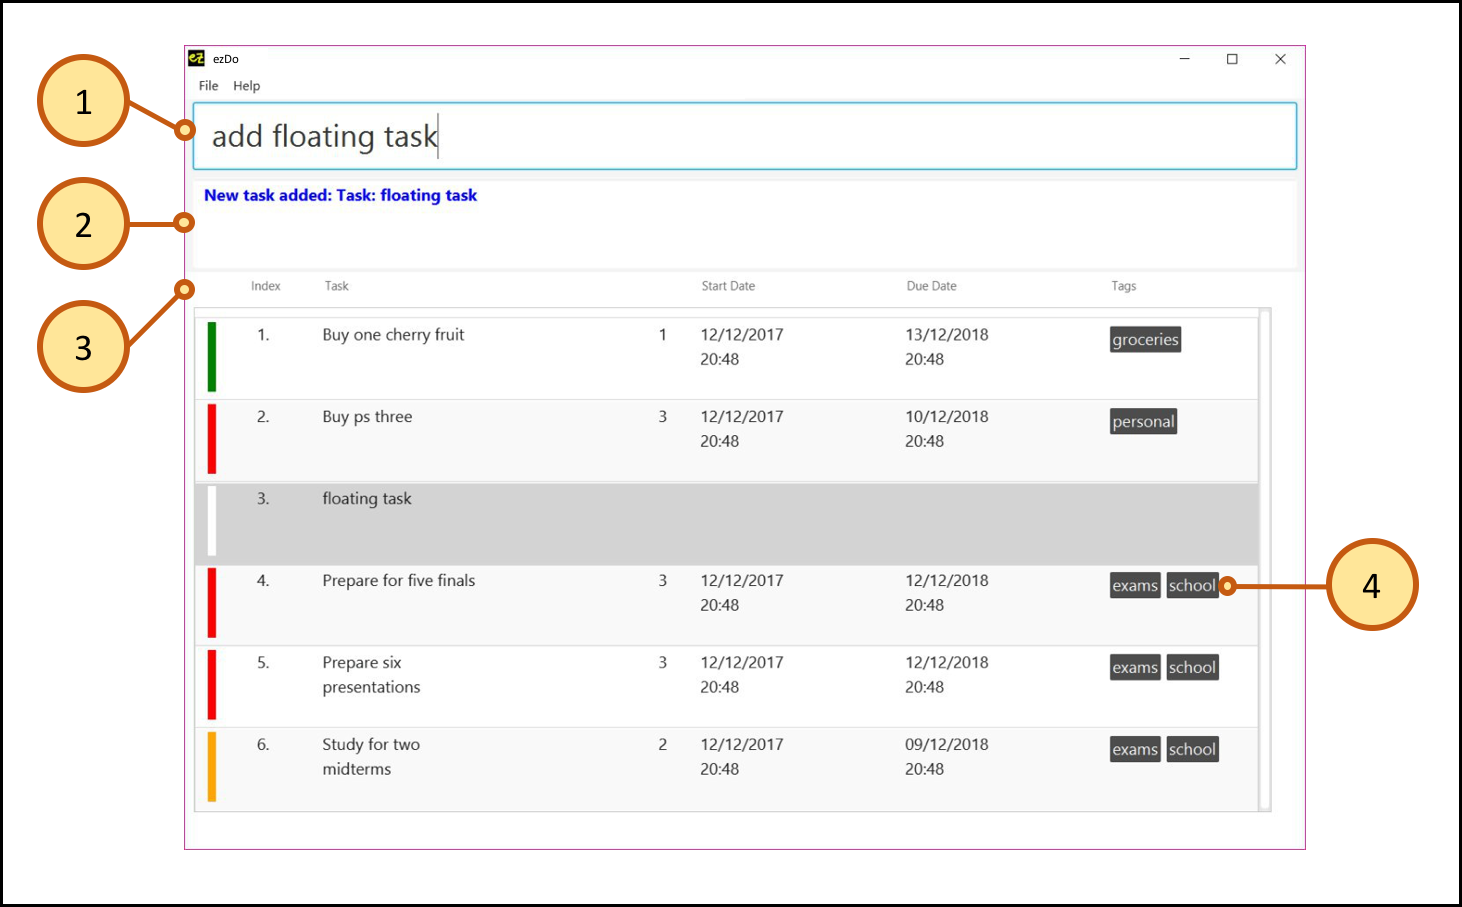 ez ezDo
File Help
1
add floating task
New task added: Task: floating task
2
Index Task Start Date Due Date Tags
3
1. Buy one cherry fruit 1 12/12/2017 13/12/2018 groceries
20:48 20:48
2. Buy ps three 3 12/12/2017 10/12/2018 personal
20:48 20:48
3. floating task
4. Prepare for five finals 3 12/12/2017 12/12/2018 exams school
20:48 20:48
4
5. Prepare six 3 12/12/2017 12/12/2018 exams school
presentations 20:48 20:48
6. Study for two 2 12/12/2017 09/12/2018 exams school
midterms 20:48 20:48